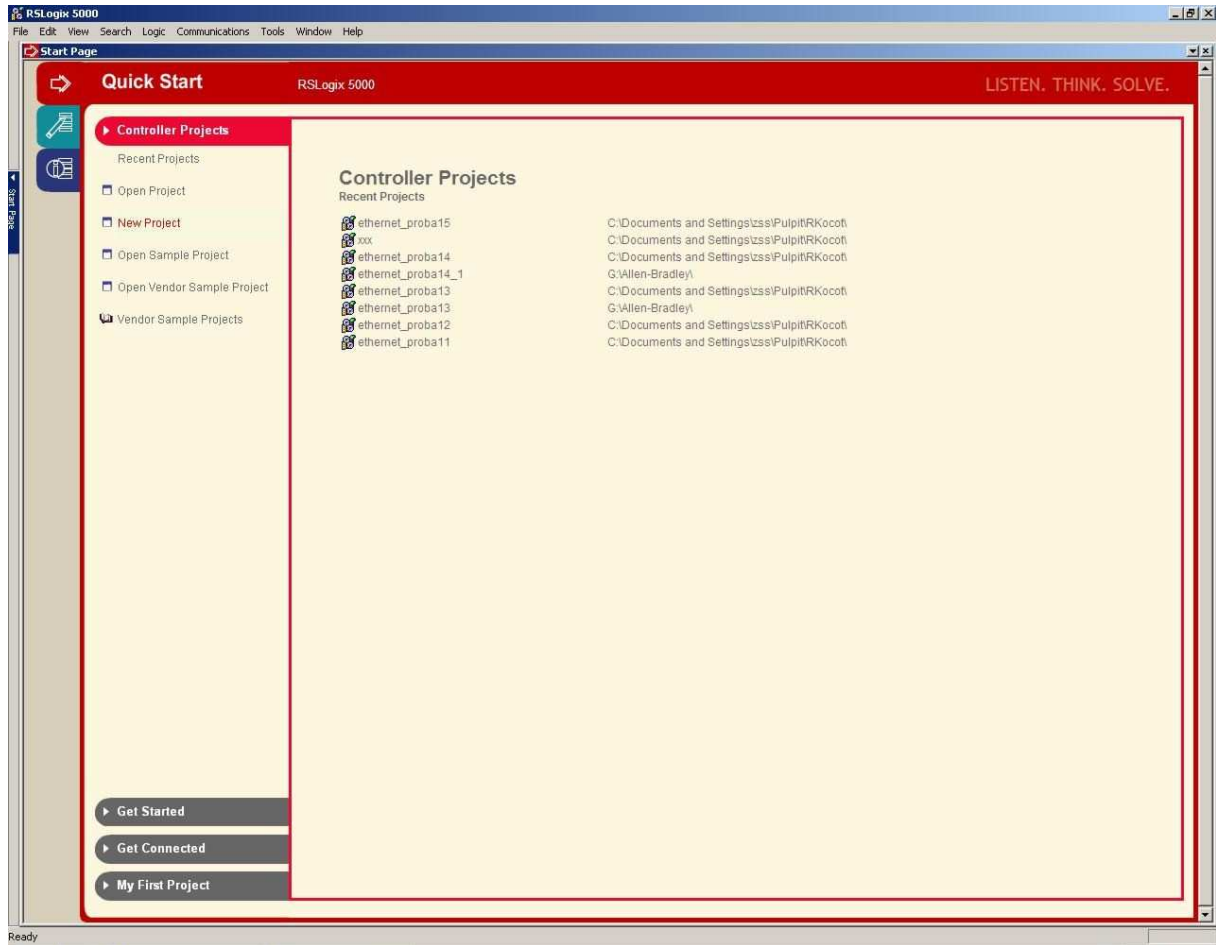 RSLogix 5000
File Edit View Search Logic Communications Tools Window Help
Start Page
Quick Start RSLogix 5000 LISTEN. THINK. SOLVE.
Start Page
Controller Projects
Recent Projects
Open Project
New Project
Open Sample Project
Open Vendor Sample Project
Vendor Sample Projects
Controller Projects
Recent Projects
ethernet_proba15 C:\Documents and Settings\zss\Pulpit\RKocot\
xxx C:\Documents and Settings\zss\Pulpit\RKocot\
ethernet_proba14 C:\Documents and Settings\zss\Pulpit\RKocot\
ethernet_proba14_1 G:\Allen-Bradley\
ethernet_proba13 C:\Documents and Settings\zss\Pulpit\RKocot\
ethernet_proba13 G:\Allen-Bradley\
ethernet_proba12 C:\Documents and Settings\zss\Pulpit\RKocot\
ethernet_proba11 C:\Documents and Settings\zss\Pulpit\RKocot\
Get Started
Get Connected
My First Project
Ready